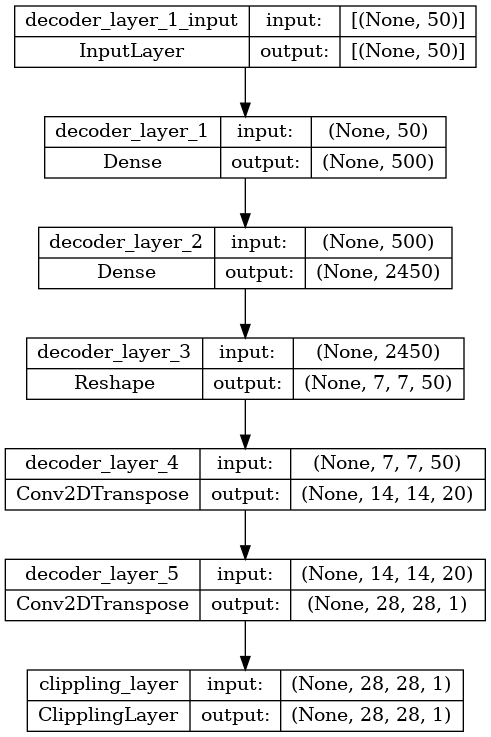 decoder_layer_1_input input: [(None, 50)]
InputLayer output: [(None, 50)]
decoder_layer_1 input: (None, 50)
Dense output: (None, 500)
decoder_layer_2 input: (None, 500)
Dense output: (None, 2450)
decoder_layer_3 input: (None, 2450)
Reshape output: (None, 7, 7, 50)
decoder_layer_4 input: (None, 7, 7, 50)
Conv2DTranspose output: (None, 14, 14, 20)
decoder_layer_5 input: (None, 14, 14, 20)
Conv2DTranspose output: (None, 28, 28, 1)
clippling_layer input: (None, 28, 28, 1)
ClipplingLayer output: (None, 28, 28, 1)